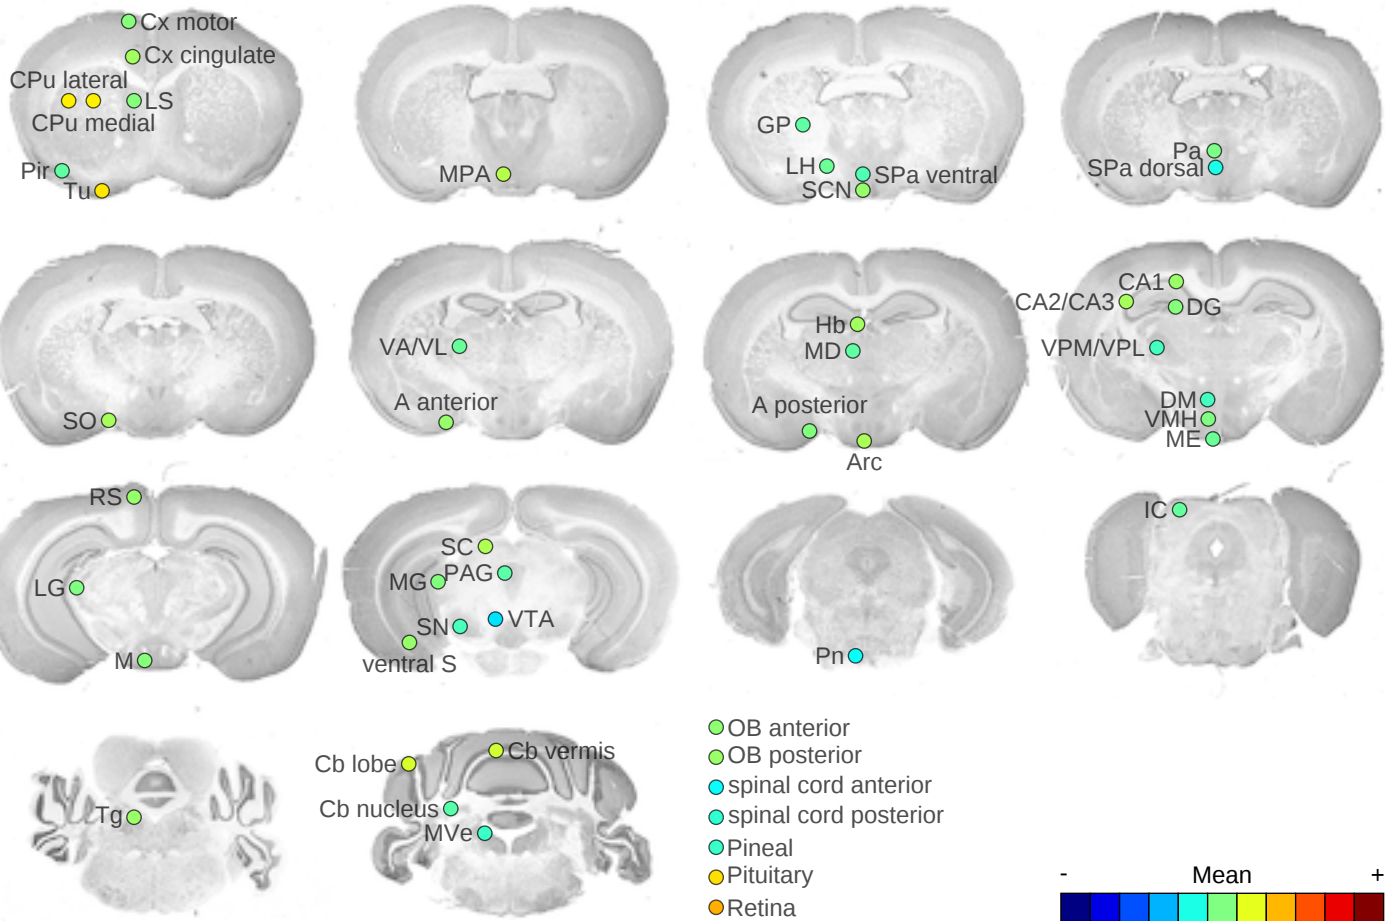 Cx motor
Cx cingulate
CPu lateral
LS
CPu medial
Pir
Tu
MPA
GP
LH
SPa ventral
SCN
Pa
SPa dorsal
SO
VA/VL
A anterior
Hb
MD
A posterior
Arc
CA1
CA2/CA3
DG
VPM/VPL
DM
VMH
ME
RS
LG
M
SC
MG
PAG
SN
VTA
ventral S
Pn
IC
Tg
Cb lobe
Cb vermis
Cb nucleus
MVe
OB anterior
OB posterior
spinal cord anterior
spinal cord posterior
Pineal
Pituitary
Retina
- Mean +